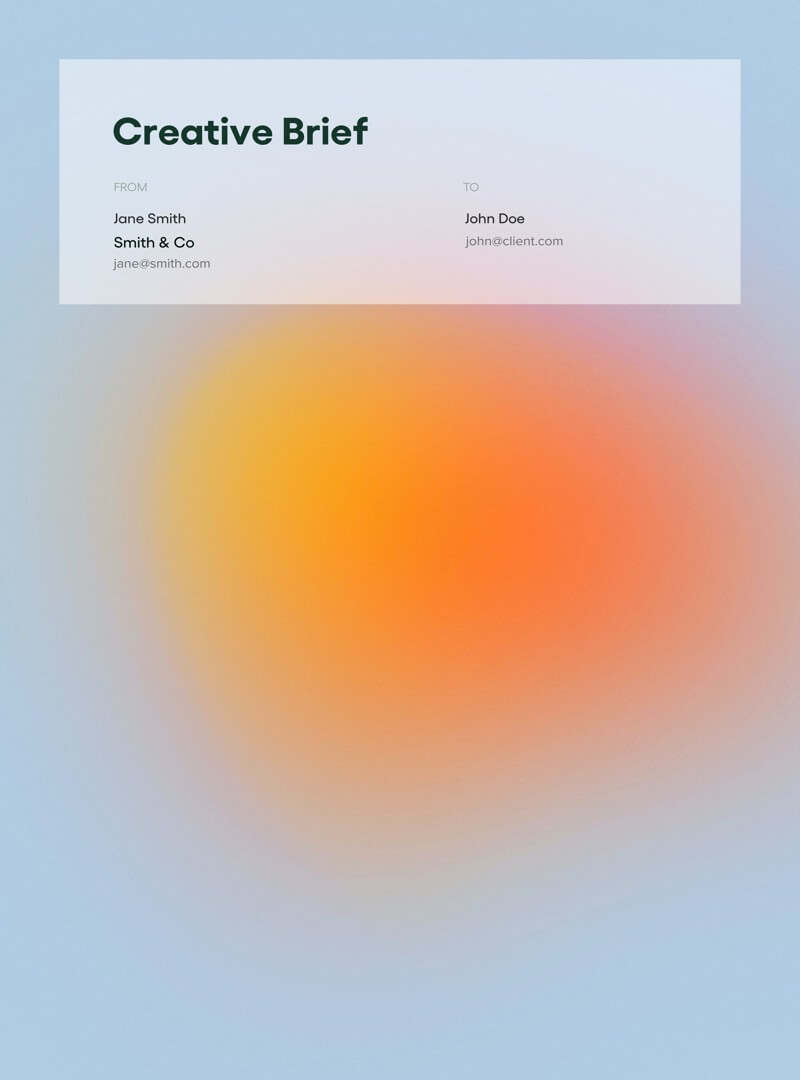 Creative Brief
FROM
Jane Smith
Smith & Co
jane@smith.com
TO
John Doe
john@client.com